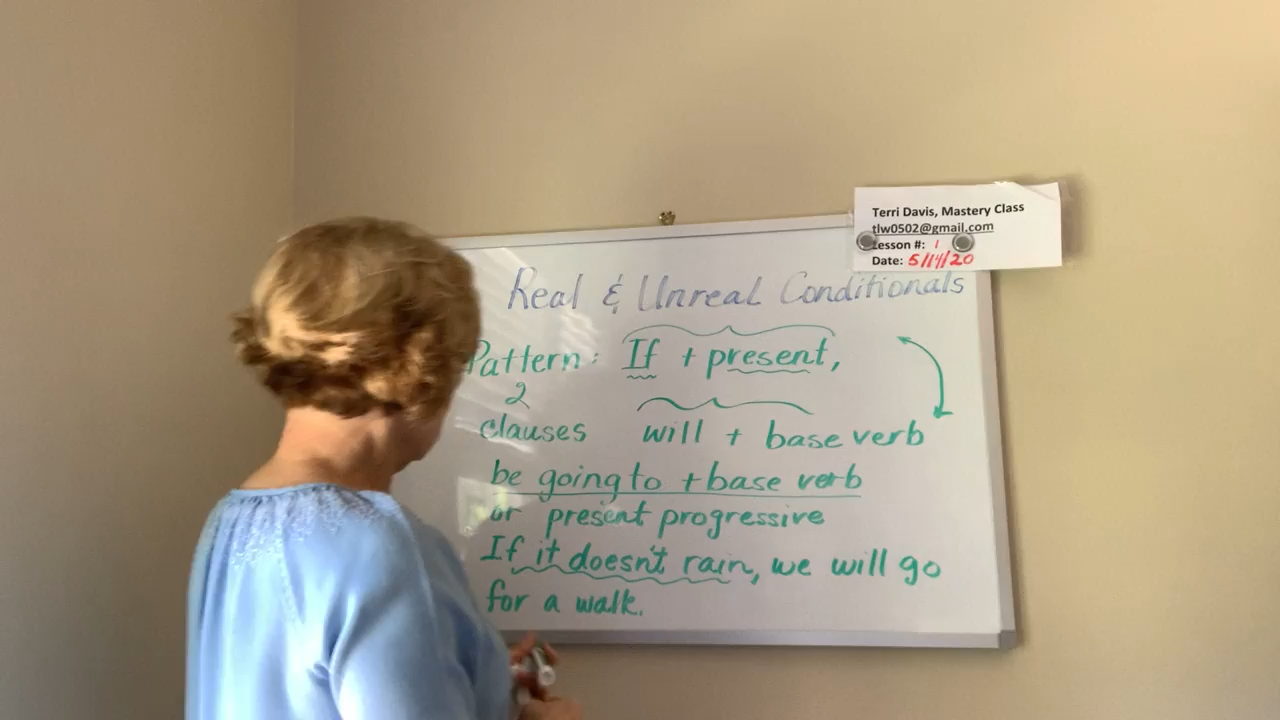 Terri Davis, Mastery Class
tlw0502@gmail.com
Lesson #: 1
Date: 5/14/20
Real & Unreal Conditionals
Pattern: If + present,
2
clauses will + base verb
be going to + base verb
or present progressive
If it doesn't rain, we will go
for a walk.